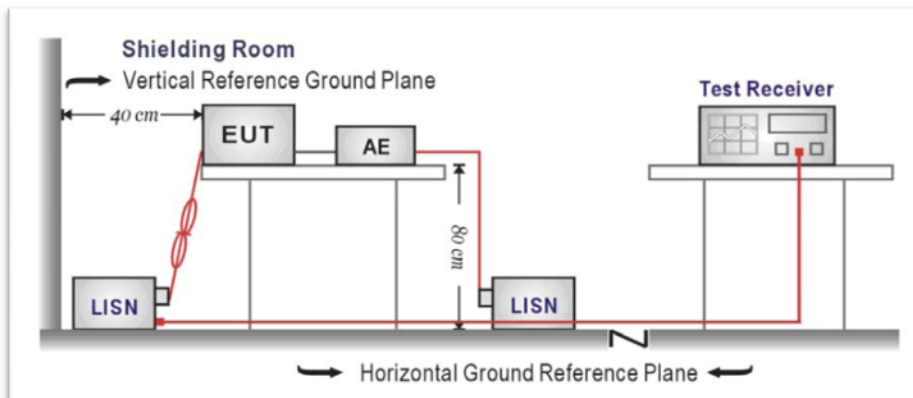 Shielding Room
Vertical Reference Ground Plane
Test Receiver
40 cm
EUT
AE
80 cm
LISN
LISN
Horizontal Ground Reference Plane